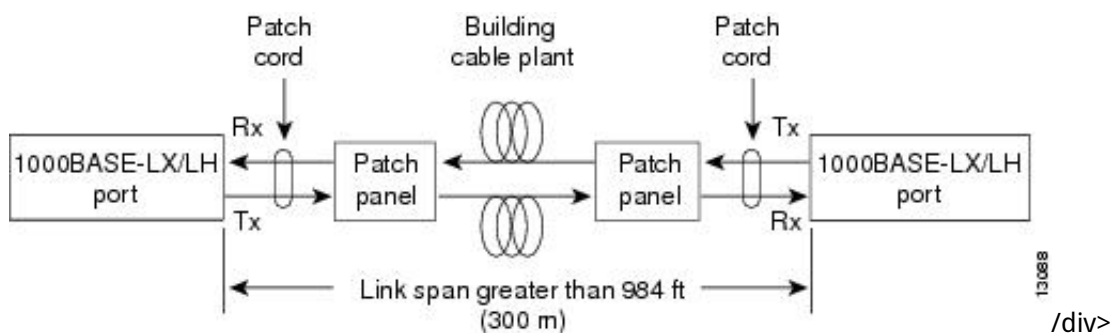 Patch
cord
Building
cable plant
Patch
cord
Rx
Tx
1000BASE-LX/LH
port
Patch
panel
Patch
panel
1000BASE-LX/LH
port
Tx
Rx
Link span greater than 984 ft
(300 m)
13088
/div>